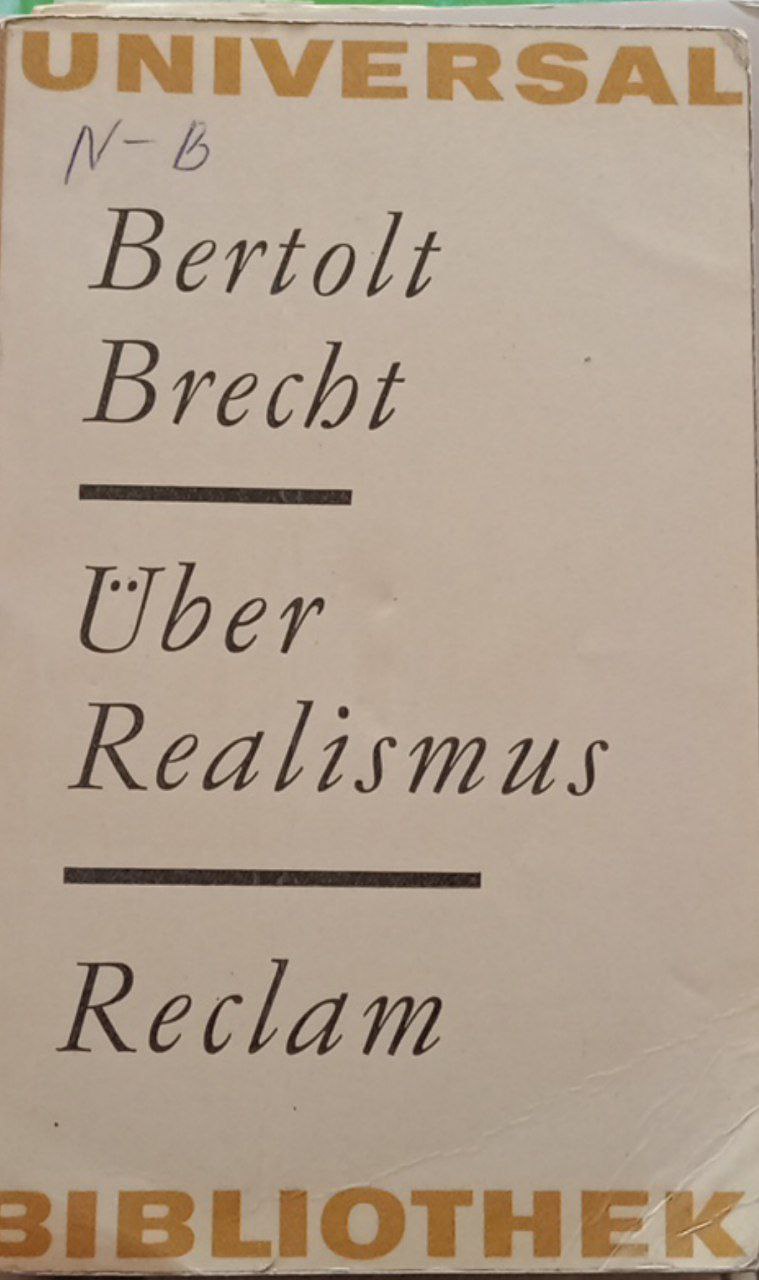 UNIVERSAL
N-B
Bertolt
Brecht
Über
Realismus
Reclam
BIBLIOTHEK